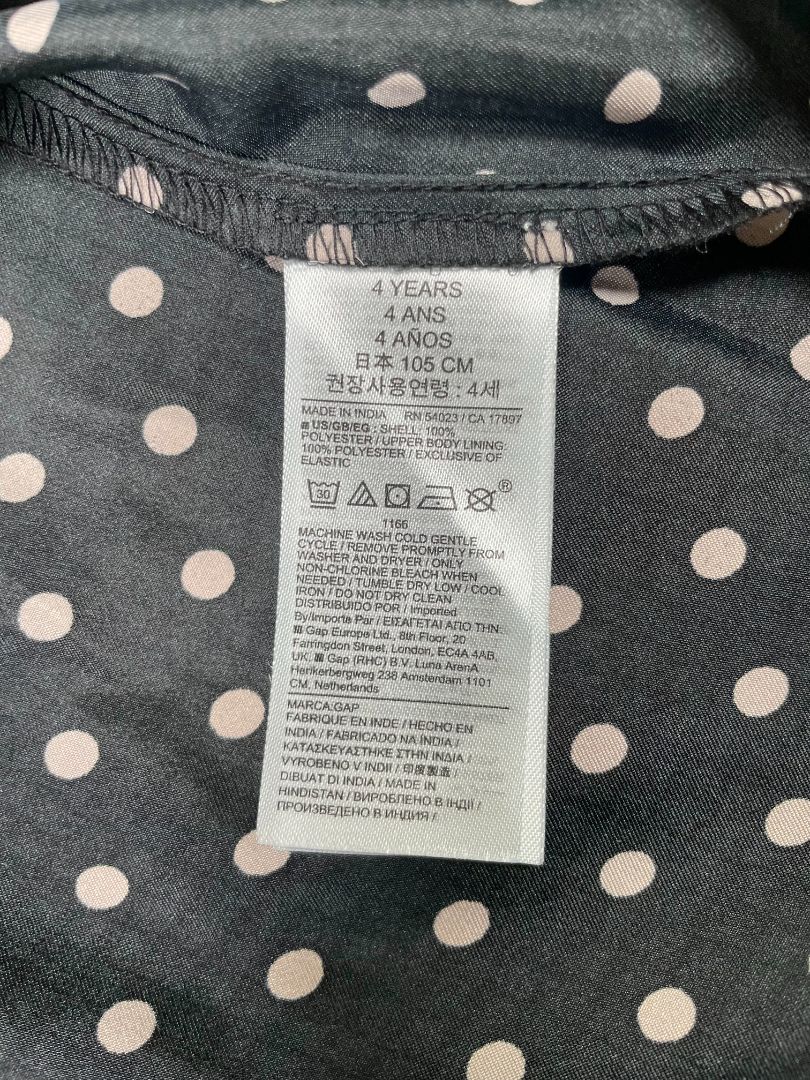 4 YEARS
4 ANS
4 AÑOS
日本 105 CM
권장사용연령 : 4세
MADE IN INDIA RN 54023 / CA 17897
US/GB/EG : SHELL: 100%
POLYESTER / UPPER BODY LINING:
100% POLYESTER / EXCLUSIVE OF
ELASTIC
30 ®
1166
MACHINE WASH COLD GENTLE
CYCLE / REMOVE PROMPTLY FROM
WASHER AND DRYER / ONLY
NON-CHLORINE BLEACH WHEN
NEEDED / TUMBLE DRY LOW / COOL
IRON / DO NOT DRY CLEAN
DISTRIBUIDO POR / Imported
By/Importe Par / ΕΙΣΑΓΕΤΑΙ ΑΠΟ ΤΗΝ:
Gap Europe Ltd., 8th Floor, 20
Farringdon Street, London, EC4A 4AB,
UK. Gap (RHC) B.V. Luna ArenA
Herikerbergweg 238 Amsterdam 1101
CM, Netherlands
MARCA:GAP
FABRIQUE EN INDE / HECHO EN
INDIA / FABRICADO NA ÍNDIA /
ΚΑΤΑΣΚΕΥΑΣΤΗΚΕ ΣΤΗΝ ΙΝΔΙΑ /
VYROBENO V INDII / 印度製造 /
DIBUAT DI INDIA / MADE IN
HINDISTAN / ВИРОБЛЕНО В ІНДІЇ /
ПРОИЗВЕДЕНО В ИНДИЯ /